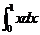 ∫₀¹ xdx